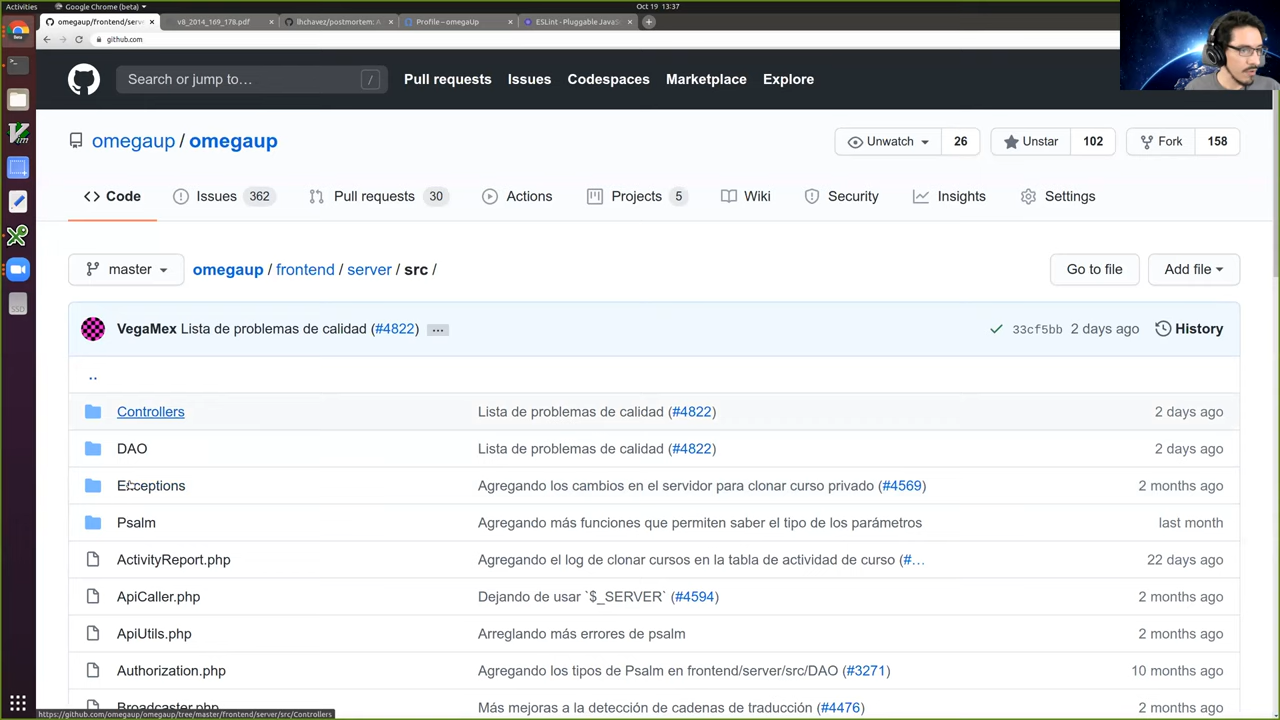 Activities
Google Chrome (beta)
Oct 19 13:37
omegaup/frontend/serve
v8_2014_169_178.pdf
lhchavez/postmortem: A
Profile – omegaUp
ESLint - Pluggable JavaS
github.com
Search or jump to…
/
Pull requests
Issues
Codespaces
Marketplace
Explore
omegaup / omegaup
Unwatch
26
Unstar
102
Fork
158
Code
Issues 362
Pull requests 30
Actions
Projects 5
Wiki
Security
Insights
Settings
master
omegaup / frontend / server / src /
Go to file
Add file
VegaMex Lista de problemas de calidad (#4822) …
33cf5bb 2 days ago
History
..
Controllers Lista de problemas de calidad (#4822) 2 days ago
DAO Lista de problemas de calidad (#4822) 2 days ago
Exceptions Agregando los cambios en el servidor para clonar curso privado (#4569) 2 months ago
Psalm Agregando más funciones que permiten saber el tipo de los parámetros last month
ActivityReport.php Agregando el log de clonar cursos en la tabla de actividad de curso (#… 22 days ago
ApiCaller.php Dejando de usar `$_SERVER` (#4594) 2 months ago
ApiUtils.php Arreglando más errores de psalm 2 months ago
Authorization.php Agregando los tipos de Psalm en frontend/server/src/DAO (#3271) 10 months ago
Broadcaster.php Más mejoras a la detección de cadenas de traducción (#4476) 2 months ago
https://github.com/omegaup/omegaup/tree/master/frontend/server/src/Controllers
SSD